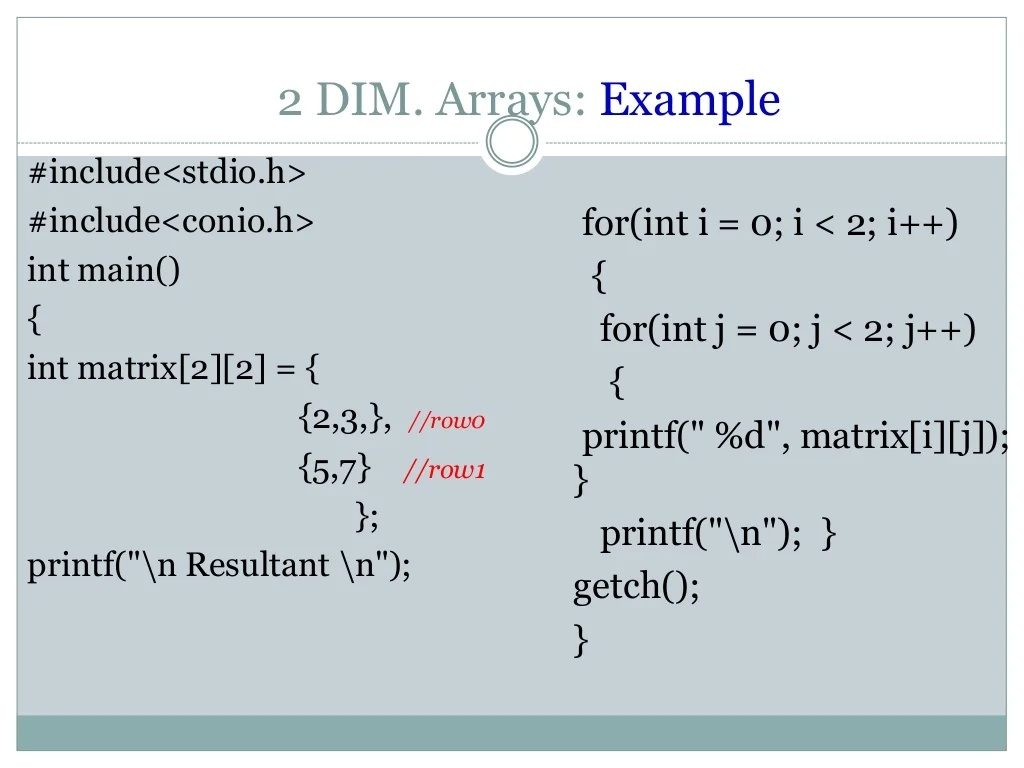 2 DIM. Arrays: Example
#include<stdio.h>
#include<conio.h>
int main()
{
int matrix[2][2] = {
{2,3,}, //row0
{5,7} //row1
};
printf("\n Resultant \n");
for(int i = 0; i < 2; i++)
{
for(int j = 0; j < 2; j++)
{
printf(" %d", matrix[i][j]);
}
printf("\n"); }
getch();
}